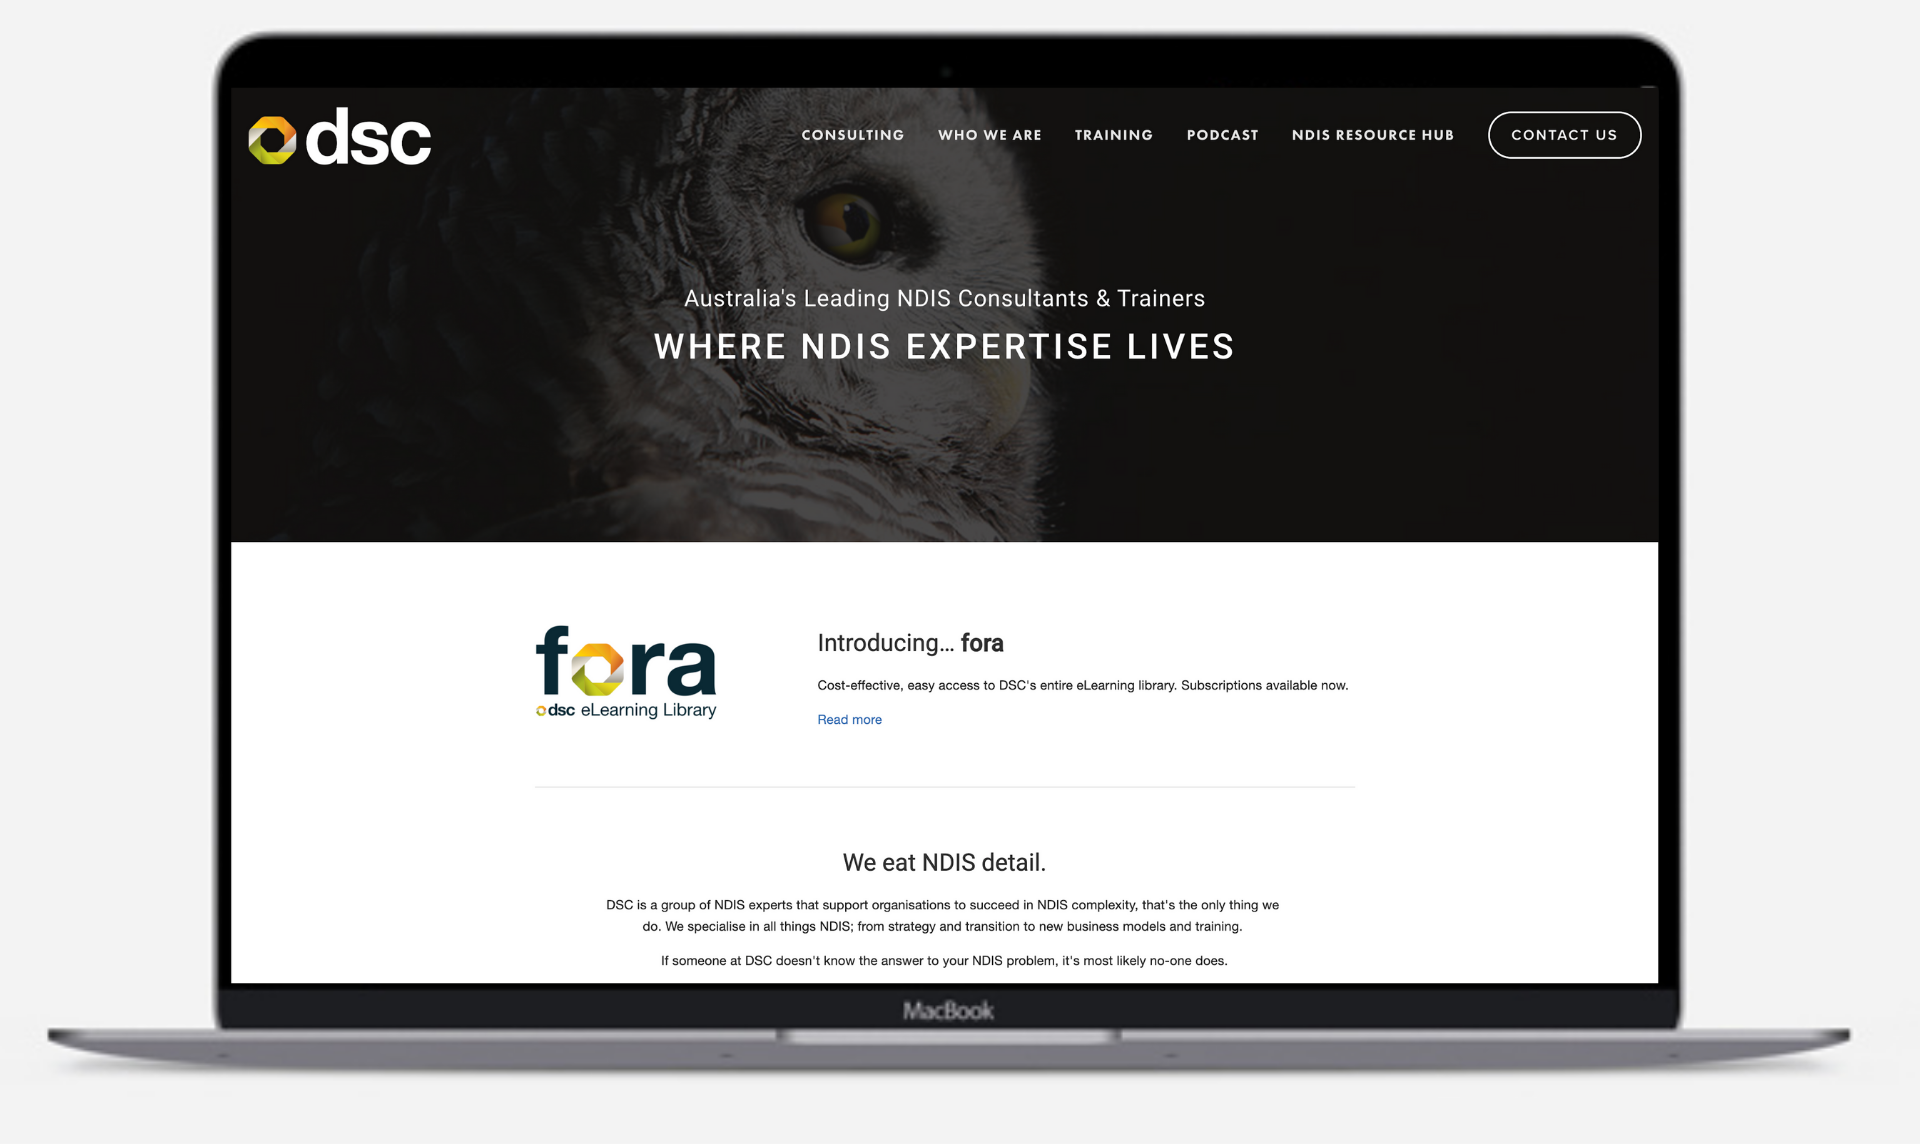 dsc
CONSULTING WHO WE ARE TRAINING PODCAST NDIS RESOURCE HUB CONTACT US
Australia's Leading NDIS Consultants & Trainers
WHERE NDIS EXPERTISE LIVES
fora
dsc eLearning Library
Introducing... fora
Cost-effective, easy access to DSC's entire eLearning library. Subscriptions available now.
Read more
We eat NDIS detail.
DSC is a group of NDIS experts that support organisations to succeed in NDIS complexity, that's the only thing we
do. We specialise in all things NDIS; from strategy and transition to new business models and training.
If someone at DSC doesn't know the answer to your NDIS problem, it's most likely no-one does.
MacBook